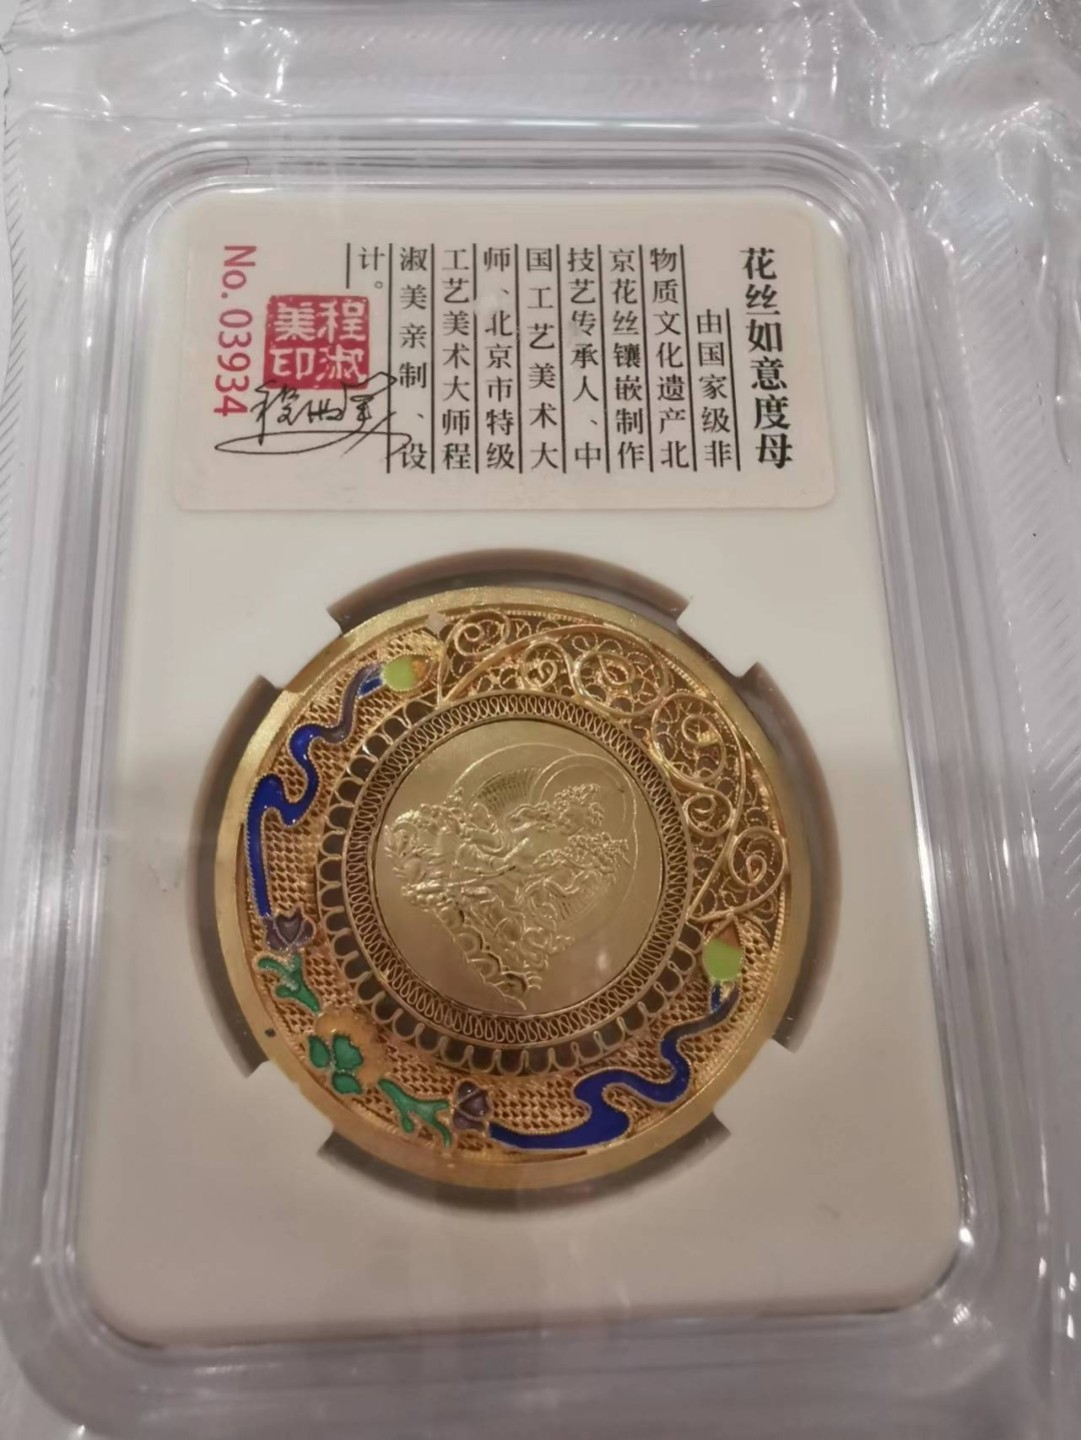 花丝如意度母
由国家级非
物质文化遗产北
京花丝镶嵌制作
技艺传承人、中
国工艺美术大
师、北京市特级
工艺美术大师程
淑美亲制、设
计。
程淑
美印
No. 03934